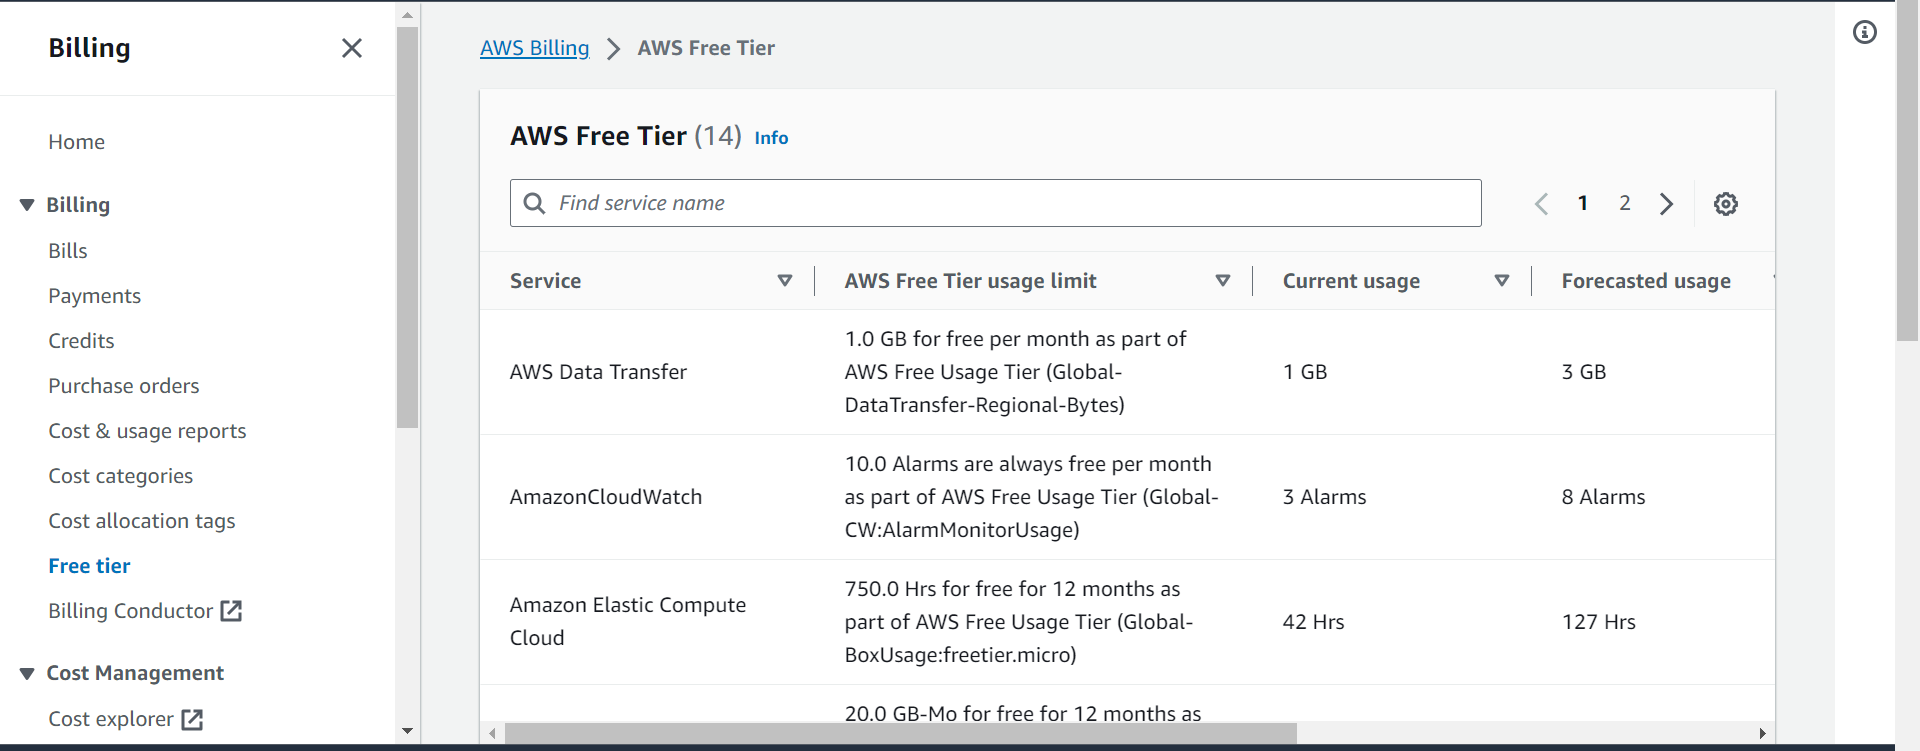 Billing
Home
Billing
Bills
Payments
Credits
Purchase orders
Cost & usage reports
Cost categories
Cost allocation tags
Free tier
Billing Conductor
Cost Management
Cost explorer
AWS Billing
AWS Free Tier
AWS Free Tier (14) Info
Find service name
1 2
Service AWS Free Tier usage limit Current usage Forecasted usage
AWS Data Transfer
1.0 GB for free per month as part of
AWS Free Usage Tier (Global-
DataTransfer-Regional-Bytes)
1 GB
3 GB
AmazonCloudWatch
10.0 Alarms are always free per month
as part of AWS Free Usage Tier (Global-
CW:AlarmMonitorUsage)
3 Alarms
8 Alarms
Amazon Elastic Compute
Cloud
750.0 Hrs for free for 12 months as
part of AWS Free Usage Tier (Global-
BoxUsage:freetier.micro)
42 Hrs
127 Hrs
20.0 GB-Mo for free for 12 months as